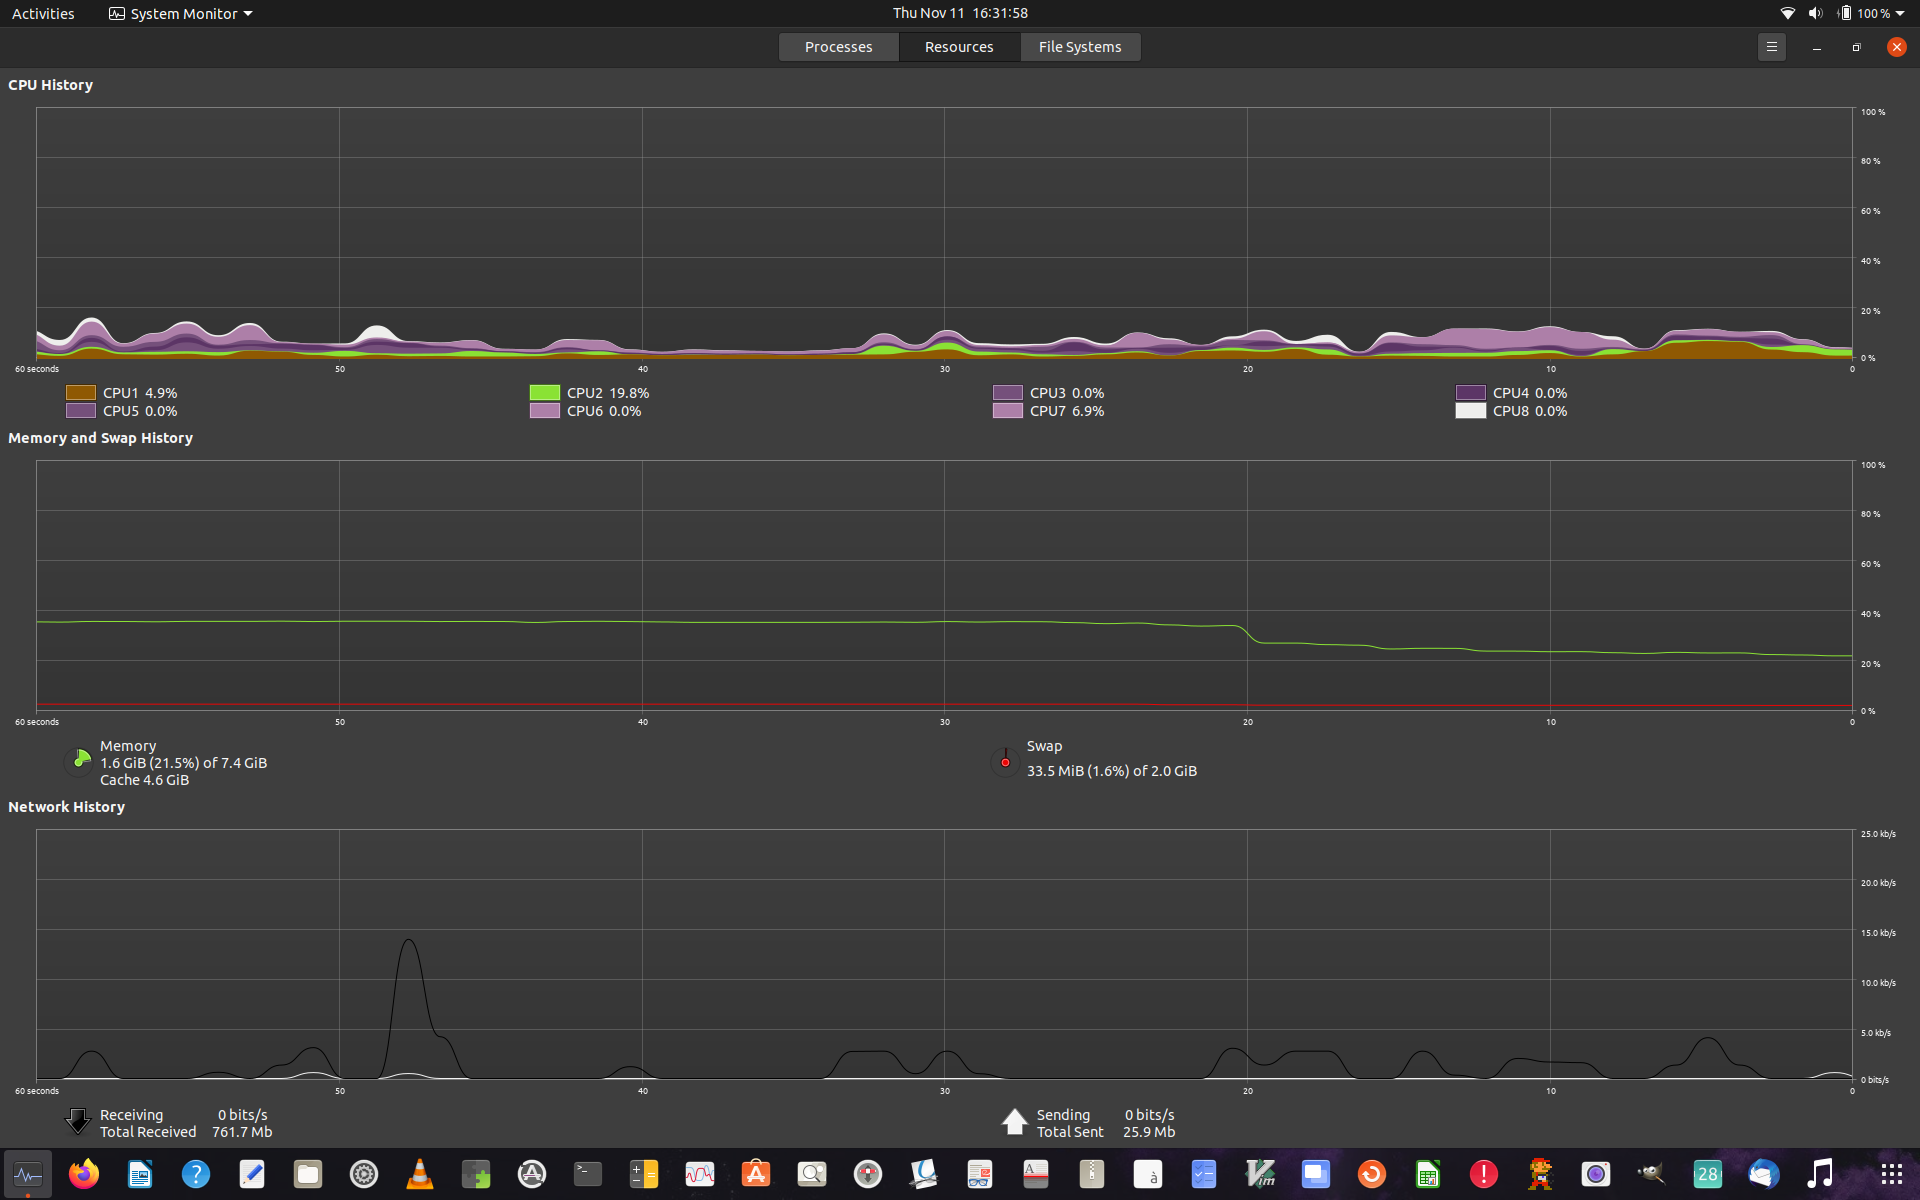 Activities
System Monitor
Thu Nov 11 16:31:58
100 %
Processes
Resources
File Systems
CPU History
100 %
80 %
60 %
40 %
20 %
0 %
60 seconds
50
40
30
20
10
0
CPU1 4.9%
CPU2 19.8%
CPU3 0.0%
CPU4 0.0%
CPU5 0.0%
CPU6 0.0%
CPU7 6.9%
CPU8 0.0%
Memory and Swap History
100 %
80 %
60 %
40 %
20 %
0 %
60 seconds
50
40
30
20
10
0
Memory
1.6 GiB (21.5%) of 7.4 GiB
Cache 4.6 GiB
Swap
33.5 MiB (1.6%) of 2.0 GiB
Network History
25.0 kb/s
20.0 kb/s
15.0 kb/s
10.0 kb/s
5.0 kb/s
0 bits/s
60 seconds
50
40
30
20
10
0
Receiving 0 bits/s
Total Received 761.7 Mb
Sending 0 bits/s
Total Sent 25.9 Mb
28